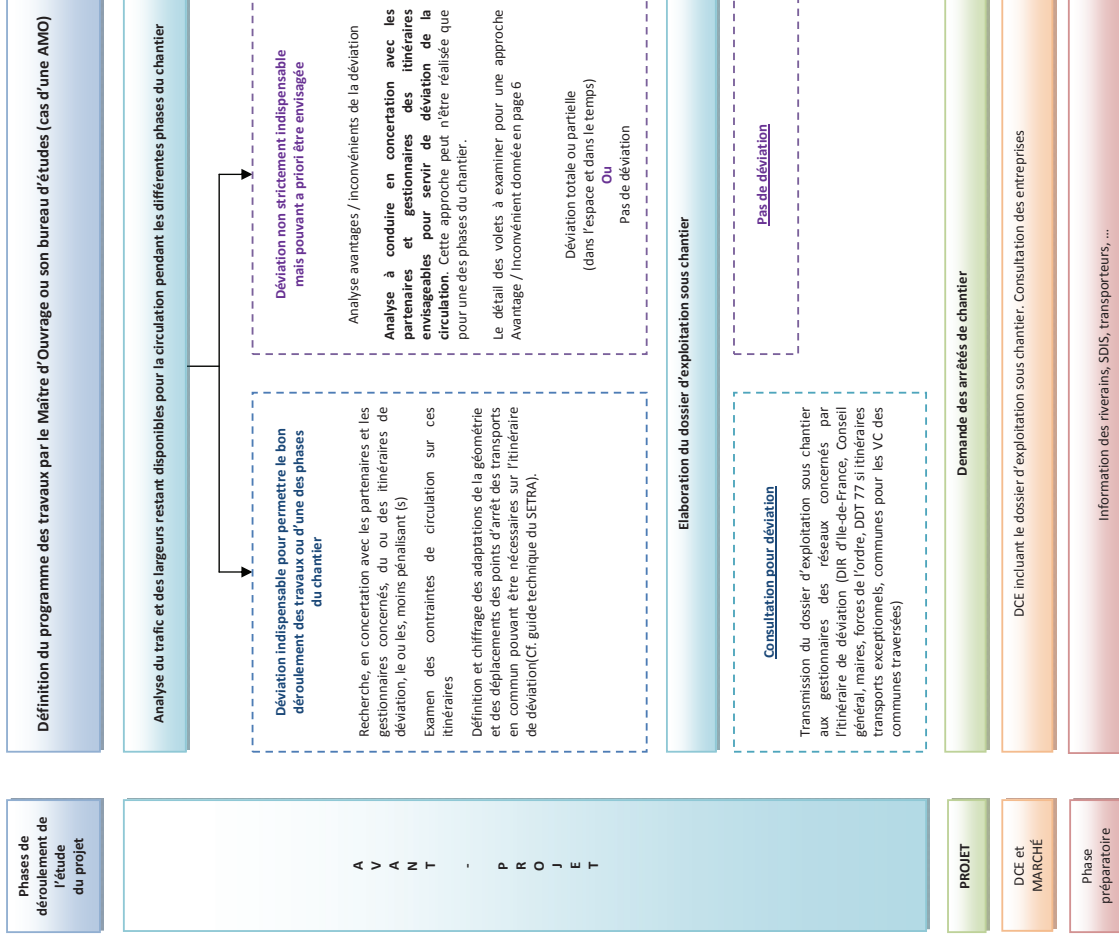 Phases de
déroulement de
l'étude
du projet
Définition du programme des travaux par le Maître d'Ouvrage ou son bureau d'études (cas d'une AMO)
AVANT - PROJET
Analyse du trafic et des largeurs restant disponibles pour la circulation pendant les différentes phases du chantier
Déviation indispensable pour permettre le bon
déroulement des travaux ou d'une des phases
du chantier
Recherche, en concertation avec les partenaires et les
gestionnaires concernés, du ou des itinéraires de
déviation, le ou les, moins pénalisant (s)
Examen des contraintes de circulation sur ces
itinéraires
Définition et chiffrage des adaptations de la géométrie
et des déplacements des points d'arrêt des transports
en commun pouvant être nécessaires sur l'itinéraire
de déviation(Cf. guide technique du SETRA).
Déviation non strictement indispensable
mais pouvant a priori être envisagée
Analyse avantages / inconvénients de la déviation
Analyse à conduire en concertation avec les
partenaires et gestionnaires des itinéraires
envisageables pour servir de déviation de la
circulation. Cette approche peut n'être réalisée que
pour une des phases du chantier.
Le détail des volets à examiner pour une approche
Avantage / Inconvénient donnée en page 6
Déviation totale ou partielle
(dans l'espace et dans le temps)
Ou
Pas de déviation
Elaboration du dossier d'exploitation sous chantier
Consultation pour déviation
Transmission du dossier d'exploitation sous chantier
aux gestionnaires des réseaux concernés par
l'itinéraire de déviation (DIR d'Ile-de-France, Conseil
général, maires, forces de l'ordre, DDT 77 si itinéraires
transports exceptionnels, communes pour les VC des
communes traversées)
Pas de déviation
PROJET
Demande des arrêtés de chantier
DCE et
MARCHÉ
DCE incluant le dossier d'exploitation sous chantier. Consultation des entreprises
Phase
préparatoire
Information des riverains, SDIS, transporteurs, ...